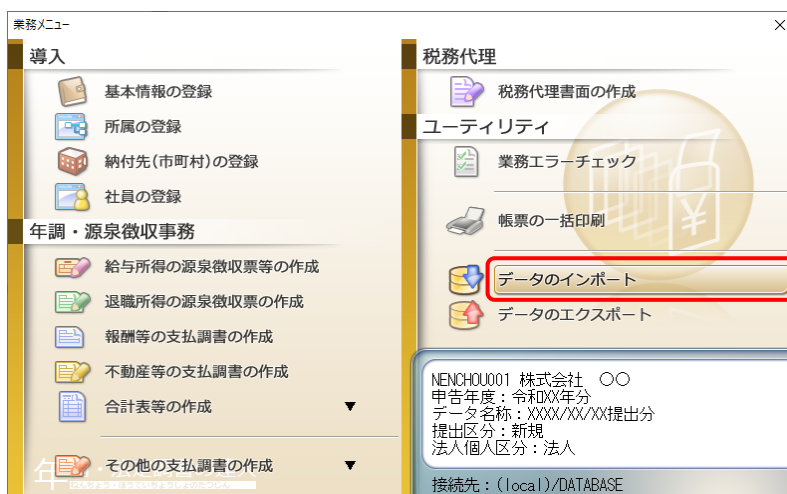 業務メニュー
導入
基本情報の登録
所属の登録
納付先(市町村)の登録
社員の登録
年調・源泉徴収事務
給与所得の源泉徴収票等の作成
退職所得の源泉徴収票の作成
報酬等の支払調書の作成
不動産等の支払調書の作成
合計表等の作成 ▼
その他の支払調書の作成 ▼
税務代理
税務代理書面の作成
ユーティリティ
業務エラーチェック
帳票の一括印刷
データのインポート
データのエクスポート
NENCHOU001 株式会社 〇〇
申告年度：令和XX年分
データ名称：XXXX/XX/XX提出分
提出区分：新規
法人個人区分：法人
接続先：(local)/DATABASE